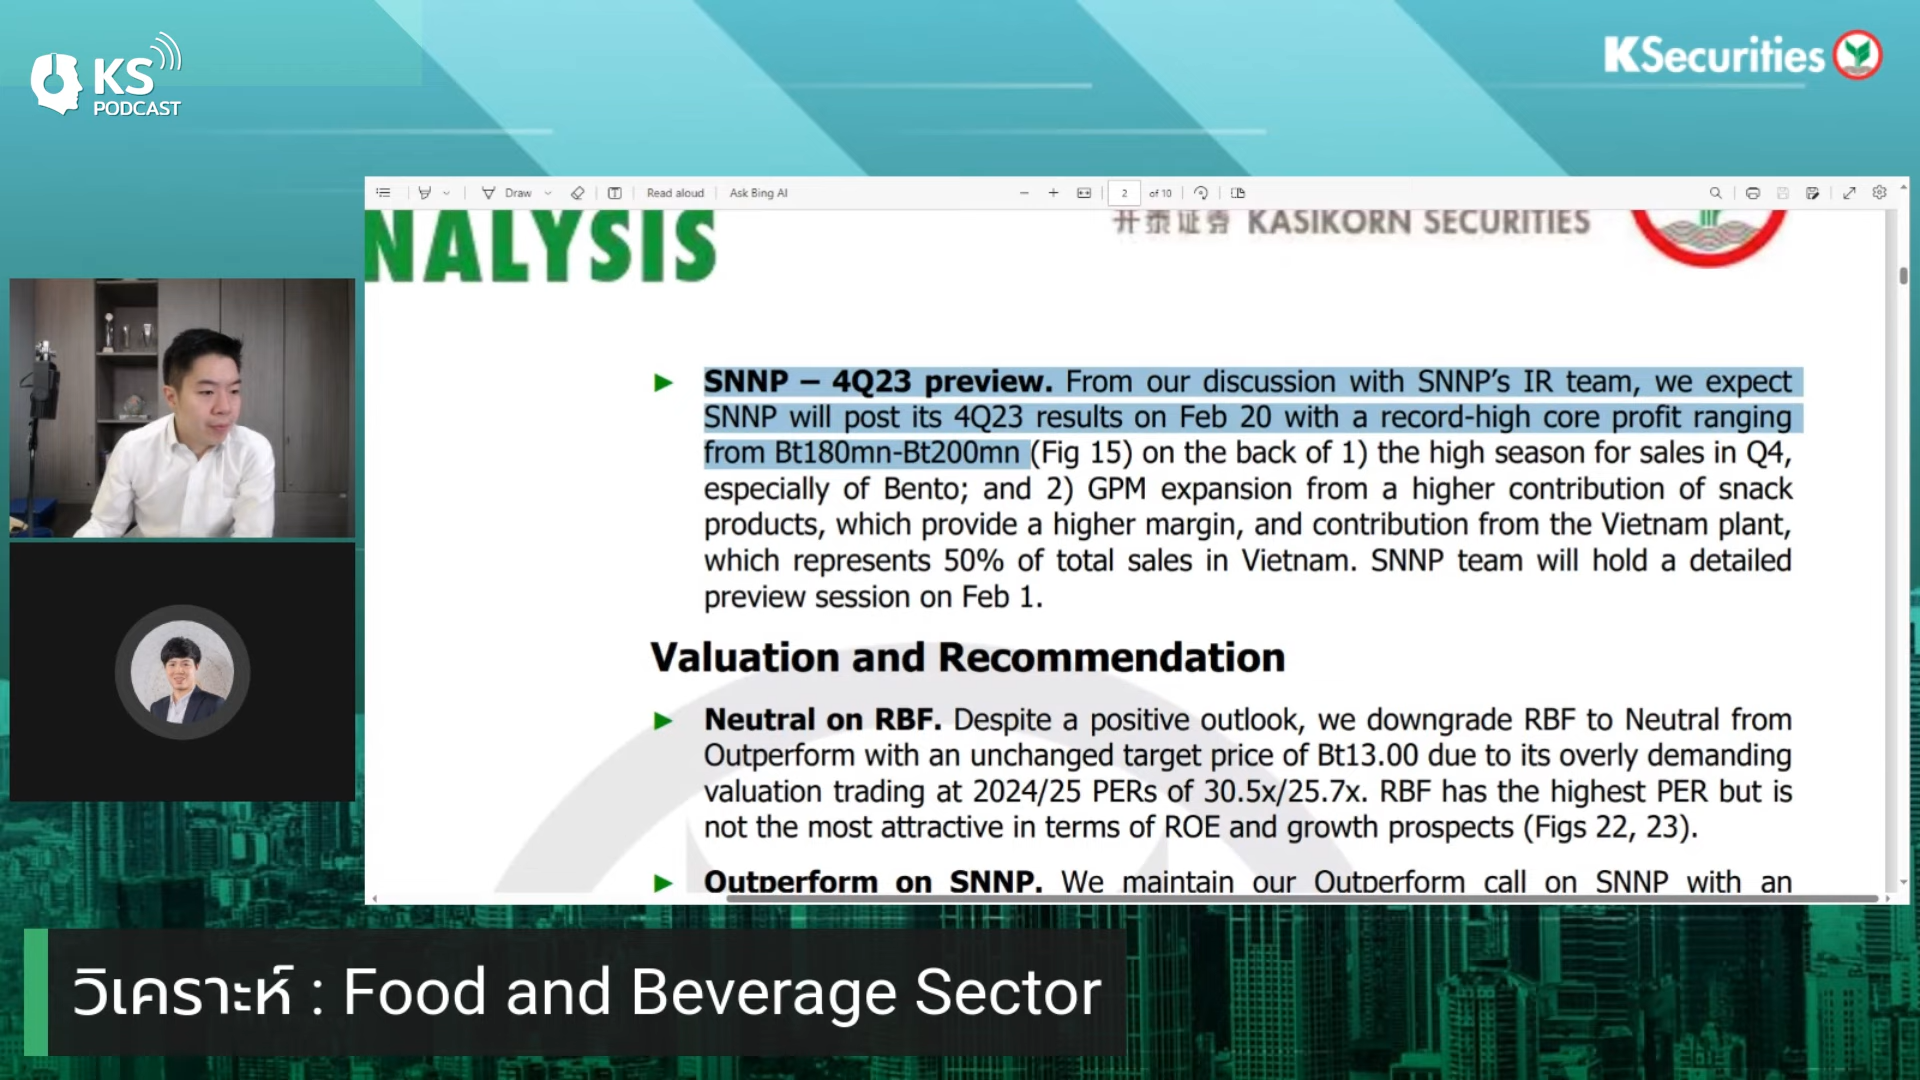 KS
PODCAST
KSecurities
Draw
Read aloud
Ask Bing AI
2
of 10
NALYSIS
开泰证券 KASIKORN SECURITIES
SNNP – 4Q23 preview. From our discussion with SNNP's IR team, we expect
SNNP will post its 4Q23 results on Feb 20 with a record-high core profit ranging
from Bt180mn-Bt200mn (Fig 15) on the back of 1) the high season for sales in Q4,
especially of Bento; and 2) GPM expansion from a higher contribution of snack
products, which provide a higher margin, and contribution from the Vietnam plant,
which represents 50% of total sales in Vietnam. SNNP team will hold a detailed
preview session on Feb 1.
Valuation and Recommendation
Neutral on RBF. Despite a positive outlook, we downgrade RBF to Neutral from
Outperform with an unchanged target price of Bt13.00 due to its overly demanding
valuation trading at 2024/25 PERs of 30.5x/25.7x. RBF has the highest PER but is
not the most attractive in terms of ROE and growth prospects (Figs 22, 23).
Outperform on SNNP. We maintain our Outperform call on SNNP with an
วิเคราะห์ : Food and Beverage Sector